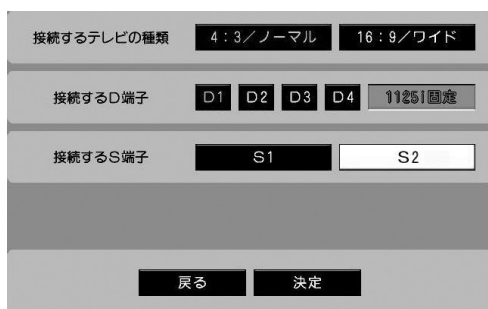 接続するテレビの種類 4:3/ノーマル 16:9/ワイド
接続するD端子 D1 D2 D3 D4 1125i固定
接続するS端子 S1 S2
戻る 決定